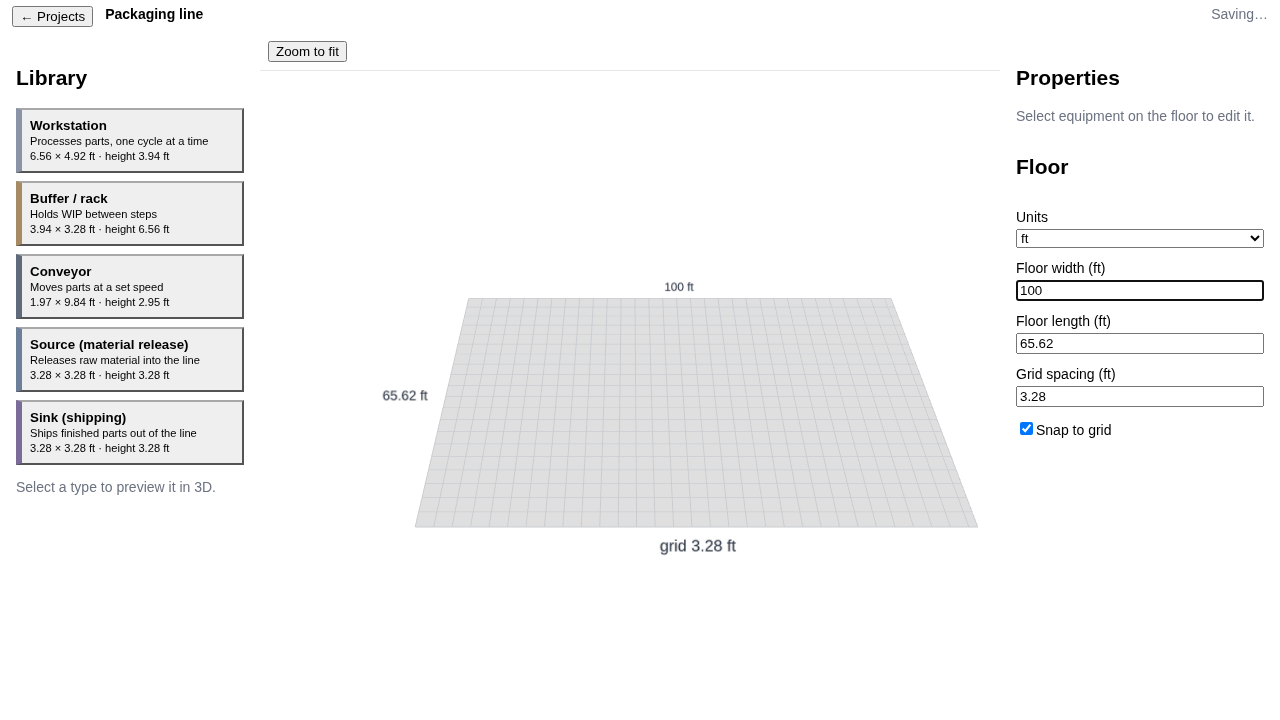 ← Projects
Packaging line
Saving…
Zoom to fit
Library
Workstation
Processes parts, one cycle at a time
6.56 × 4.92 ft · height 3.94 ft
Buffer / rack
Holds WIP between steps
3.94 × 3.28 ft · height 6.56 ft
Conveyor
Moves parts at a set speed
1.97 × 9.84 ft · height 2.95 ft
Source (material release)
Releases raw material into the line
3.28 × 3.28 ft · height 3.28 ft
Sink (shipping)
Ships finished parts out of the line
3.28 × 3.28 ft · height 3.28 ft
Select a type to preview it in 3D.
100 ft
65.62 ft
grid 3.28 ft
Properties
Select equipment on the floor to edit it.
Floor
Units
ft
Floor width (ft)
100
Floor length (ft)
65.62
Grid spacing (ft)
3.28
Snap to grid